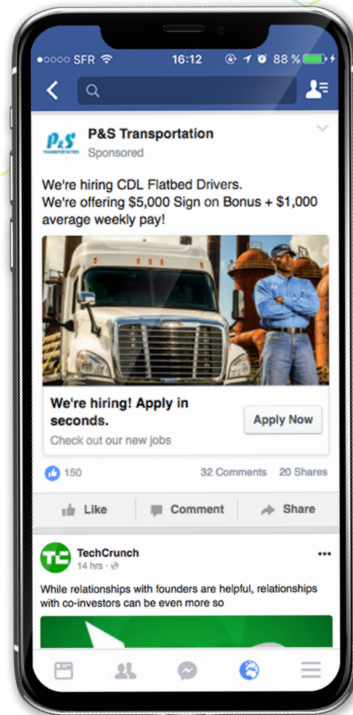 SFR 16:12 88 %
P&S P&S Transportation
TRANSPORTATION
Sponsored
We're hiring CDL Flatbed Drivers.
We're offering $5,000 Sign on Bonus + $1,000
average weekly pay!
We're hiring! Apply in
seconds.
Apply Now
Check out our new jobs
150 32 Comments 20 Shares
Like Comment Share
TC TechCrunch
14 hrs ·
While relationships with founders are helpful, relationships
with co-investors can be even more so